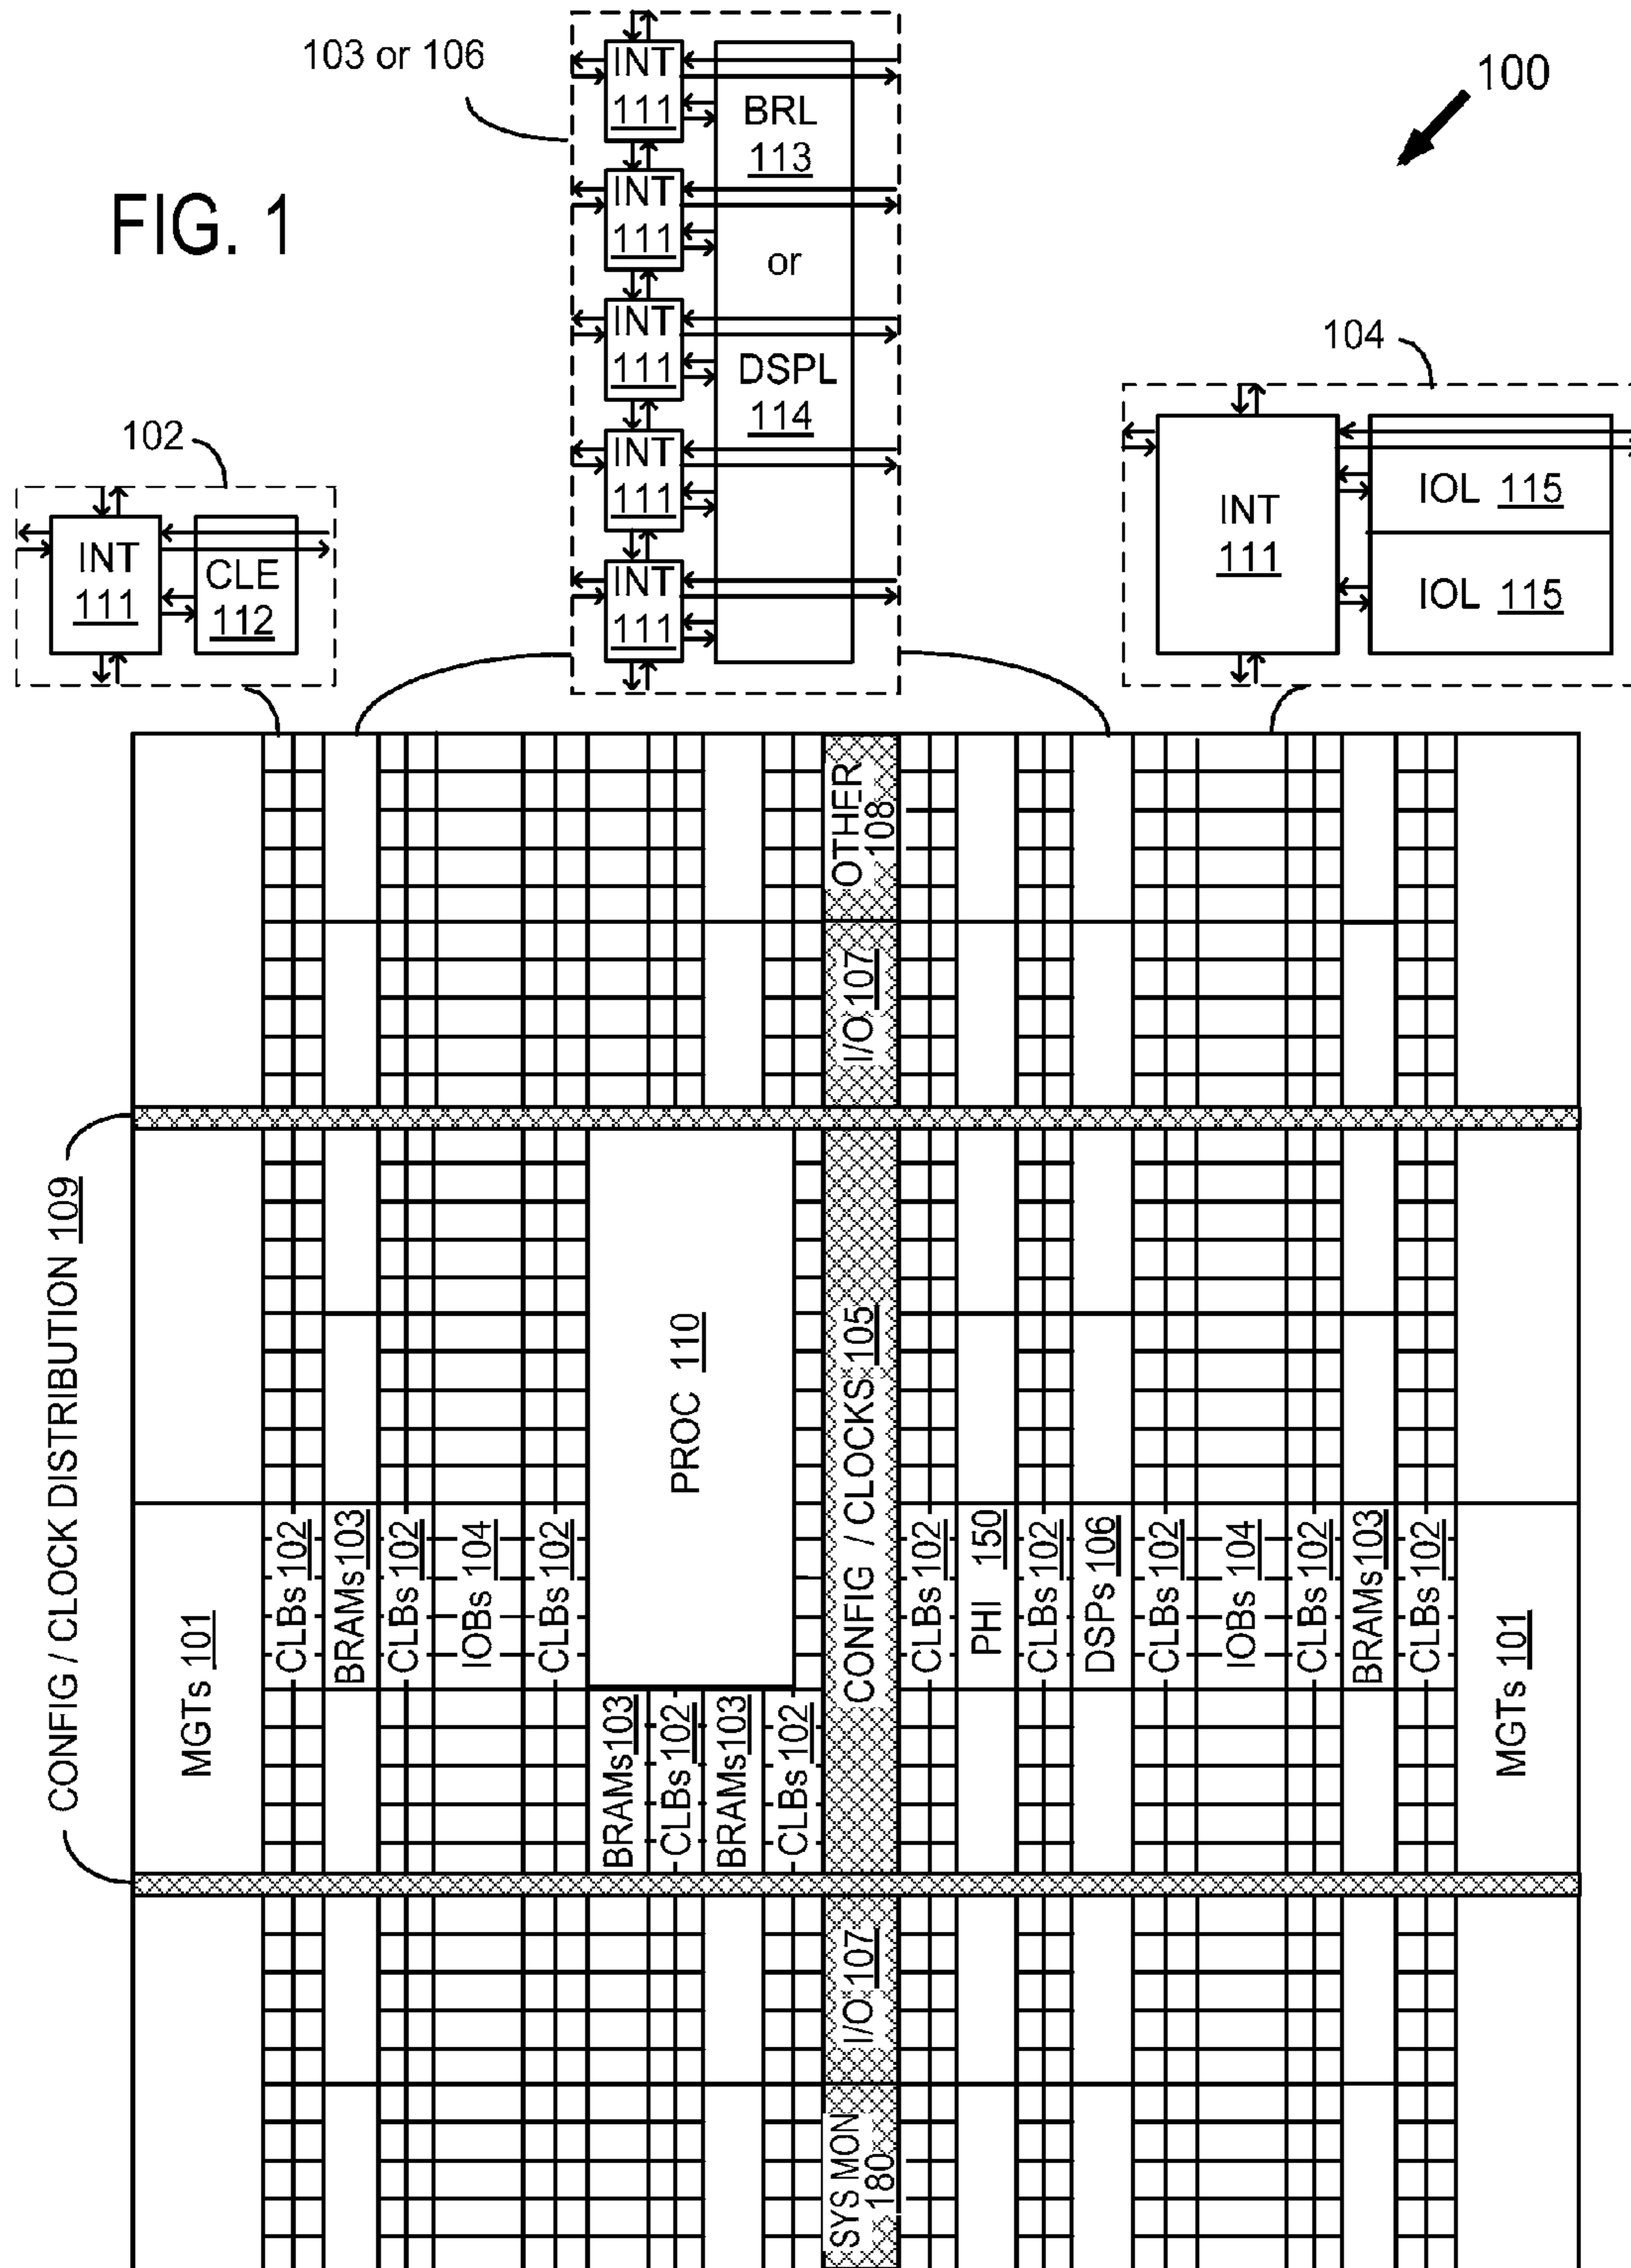 103 or 106
100
FIG. 1
INT
111
INT
111
INT
111
INT
111
INT
111
BRL
113
or
DSPL
114
104
INT
111
IOL 115
IOL 115
102
INT
111
CLE
112
OTHER
108
I/O 107
CONFIG / CLOCK DISTRIBUTION 109
PROC 110
CONFIG / CLOCKS 105
MGTs 101
CLBs 102
BRAMs 103
CLBs 102
IOBs 104
CLBs 102
BRAMs 103
CLBs 102
BRAMs 103
CLBs 102
CLBs 102
PHI 150
CLBs 102
DSPs 106
CLBs 102
IOBs 104
CLBs 102
BRAMs 103
CLBs 102
MGTs 101
I/O 107
SYS MON
180